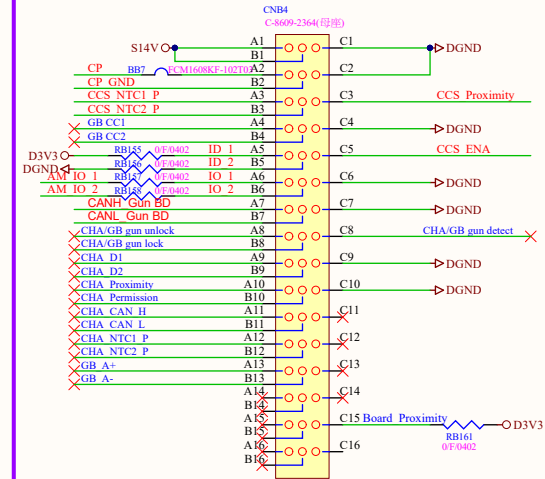 CNB4
C-8609-2364(母座)
S14V A1 C1 DGND
B1
CP BB7 FCM1608KF-102T03 A2 C2
CP GND B2
CCS NTC1 P A3 C3 CCS Proximity
CCS NTC2 P B3
GB CC1 A4 C4 DGND
GB CC2 B4
D3V3 RB155 0/F/0402 ID 1 A5 C5 CCS ENA
DGND RB156 0/F/0402 ID 2 B5
AM IO 1 RB157 0/F/0402 IO 1 A6 C6 DGND
AM IO 2 RB158 0/F/0402 IO 2 B6
CANH Gun BD A7 C7 DGND
CANL Gun BD B7
CHA/GB gun unlock A8 C8 CHA/GB gun detect
CHA/GB gun lock B8
CHA D1 A9 C9 DGND
CHA D2 B9
CHA Proximity A10 C10 DGND
CHA Permission B10
CHA CAN H A11 C11
CHA CAN L B11
CHA NTC1 P A12 C12
CHA NTC2 P B12
GB A+ A13 C13
GB A- B13
A14 C14
B14
A15 C15 Board Proximity RB161 0/F/0402 D3V3
B15
A16 C16
B16